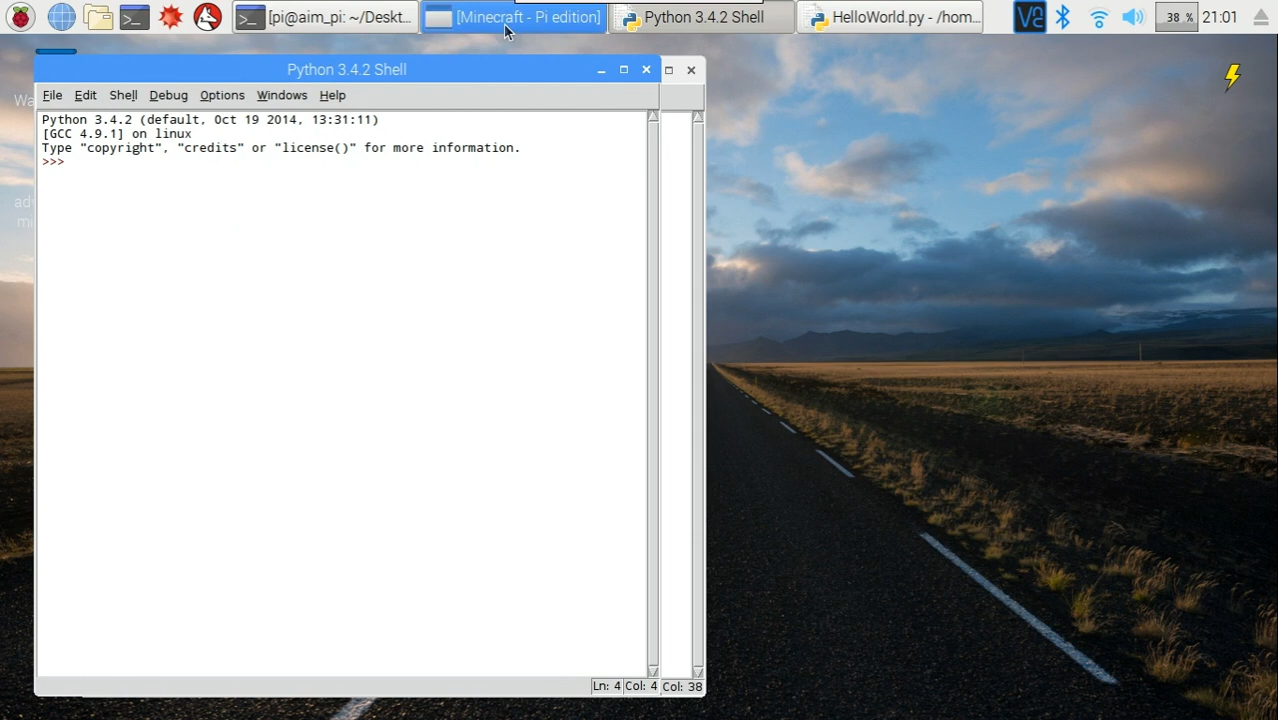 [pi@aim_pi: ~/Deskt...
[Minecraft - Pi edition]
Python 3.4.2 Shell
HelloWorld.py - /hom...
38 %
21:01
Python 3.4.2 Shell
File Edit Shell Debug Options Windows Help
Python 3.4.2 (default, Oct 19 2014, 13:31:11)
[GCC 4.9.1] on linux
Type "copyright", "credits" or "license()" for more information.
>>>
Wa
ad
mi
Ln: 4 Col: 4 Col: 38